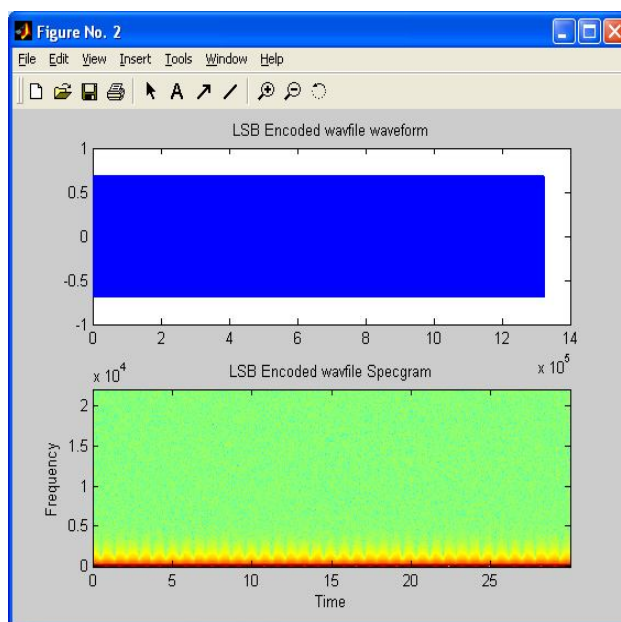 Figure No. 2
File Edit View Insert Tools Window Help
A
LSB Encoded wavfile waveform
1
0.5
0
-0.5
-1
0 2 4 6 8 10 12 14
x 10^5
x 10^4
LSB Encoded wavfile Specgram
2
1.5
1
0.5
0
Frequency
0 5 10 15 20 25
Time